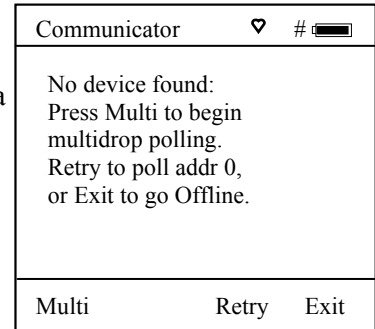 Communicator ♡ #
a
No device found:
Press Multi to begin
multidrop polling.
Retry to poll addr 0,
or Exit to go Offline.
Multi Retry Exit